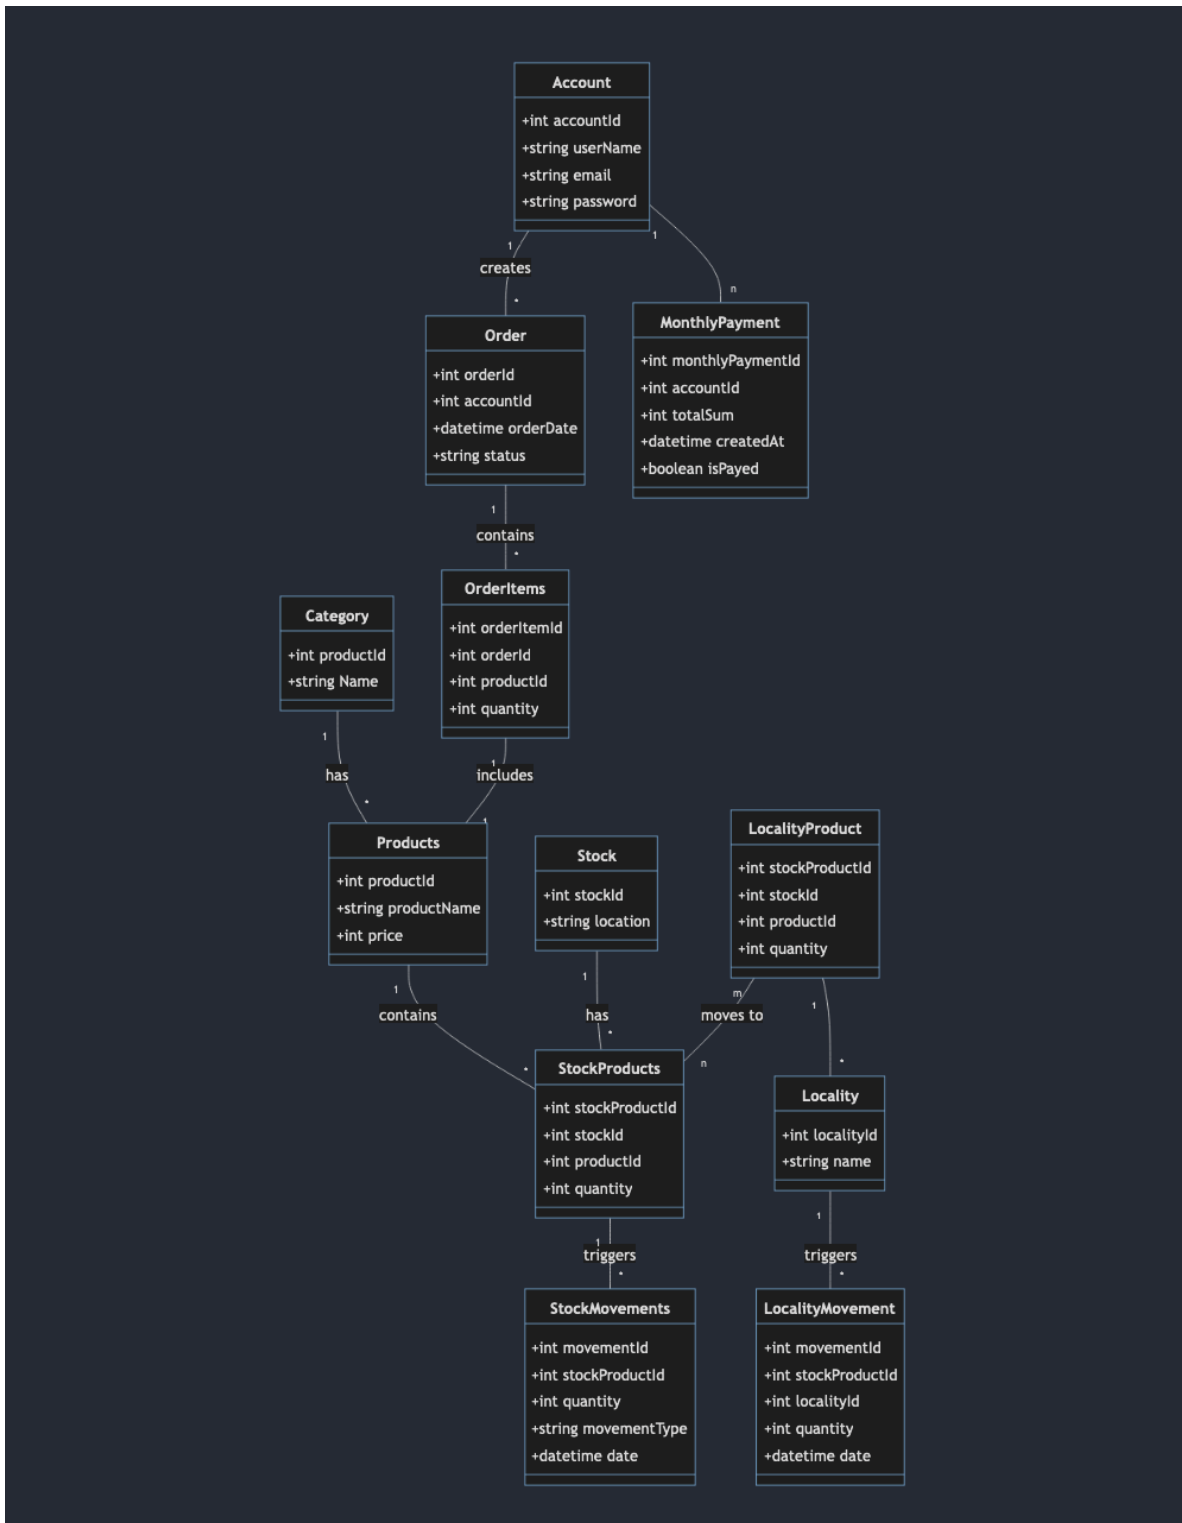 Account
+int accountId
+string userName
+string email
+string password
1
1
creates
*
n
Order
+int orderId
+int accountId
+datetime orderDate
+string status
MonthlyPayment
+int monthlyPaymentId
+int accountId
+int totalSum
+datetime createdAt
+boolean isPayed
1
contains
*
OrderItems
+int orderItemId
+int orderId
+int productId
+int quantity
Category
+int productId
+string Name
1
has
*
1
includes
1
Products
+int productId
+string productName
+int price
Stock
+int stockId
+string location
LocalityProduct
+int stockProductId
+int stockId
+int productId
+int quantity
1
contains
*
1
has
*
m
moves to
n
1
*
StockProducts
+int stockProductId
+int stockId
+int productId
+int quantity
Locality
+int localityId
+string name
1
triggers
*
1
triggers
*
StockMovements
+int movementId
+int stockProductId
+int quantity
+string movementType
+datetime date
LocalityMovement
+int movementId
+int stockProductId
+int localityId
+int quantity
+datetime date